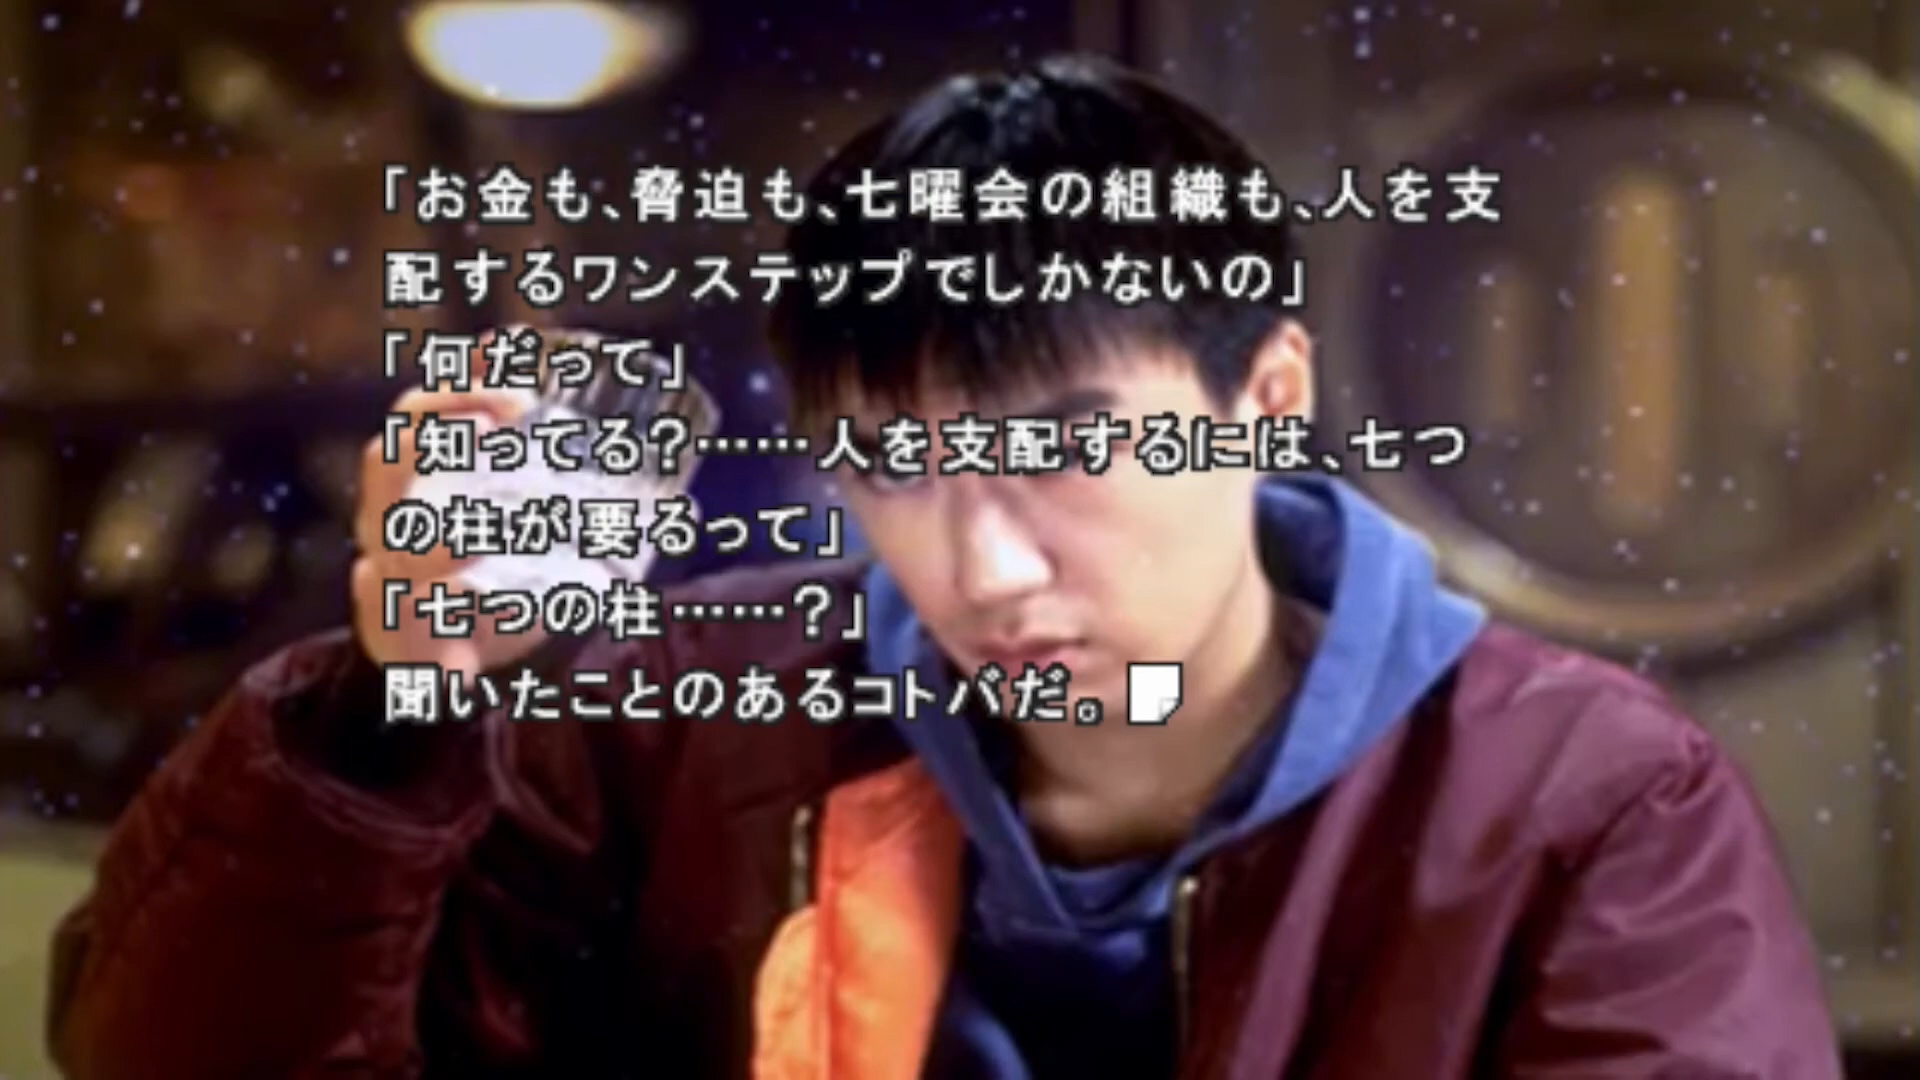 「お金も、脅迫も、七曜会の組織も、人を支
配するワンステップでしかないの」
「何だって」
「知ってる？……人を支配するには、七つ
の柱が要るって」
「七つの柱……？」
聞いたことのあるコトバだ。